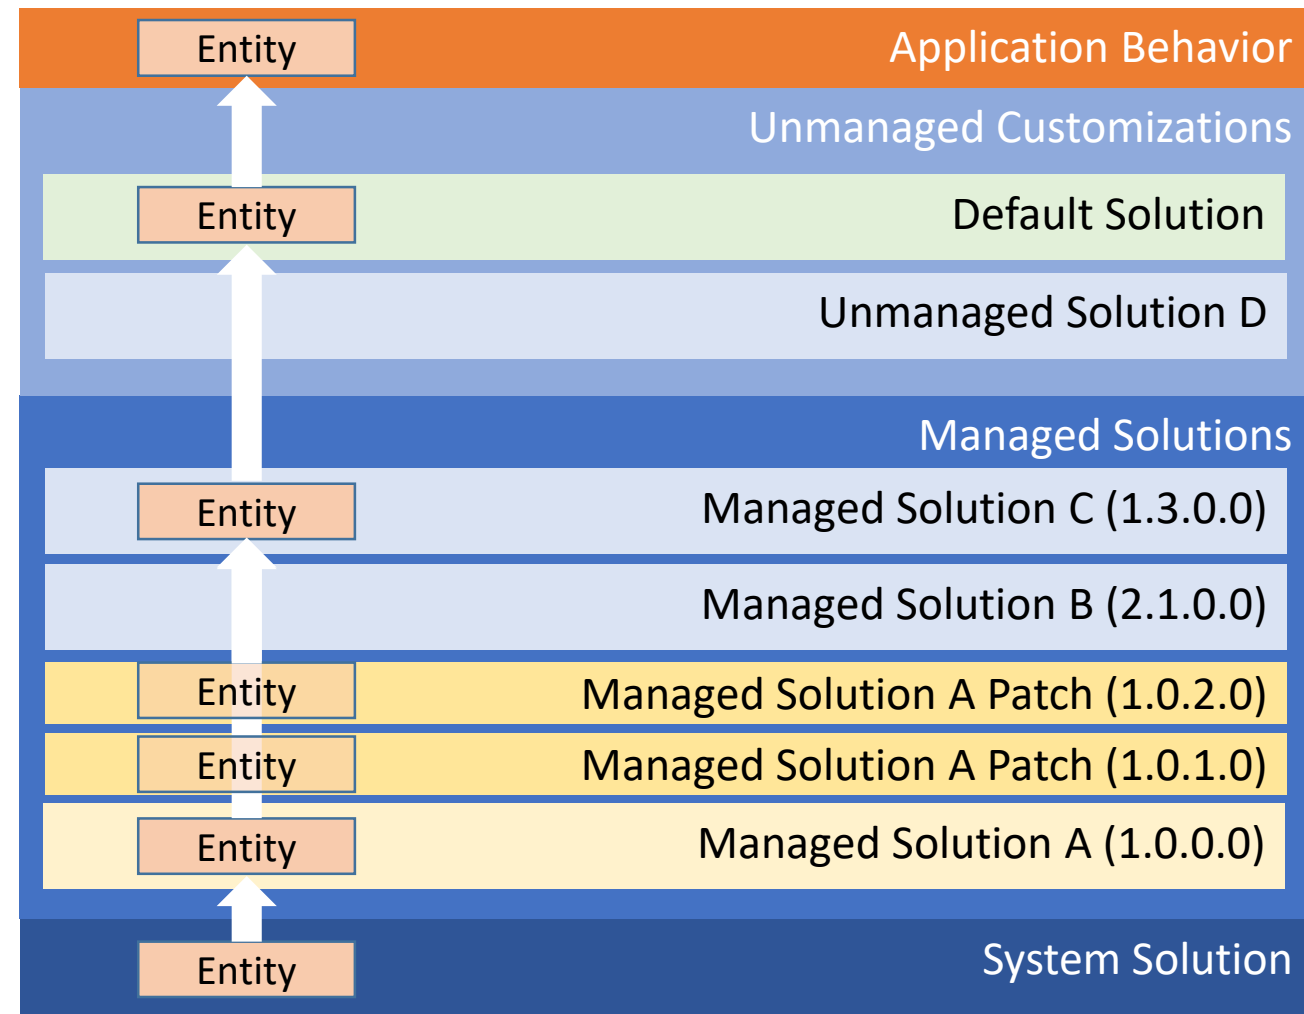 Entity
Application Behavior
Unmanaged Customizations
Entity
Default Solution
Unmanaged Solution D
Managed Solutions
Entity
Managed Solution C (1.3.0.0)
Managed Solution B (2.1.0.0)
Entity
Managed Solution A Patch (1.0.2.0)
Entity
Managed Solution A Patch (1.0.1.0)
Entity
Managed Solution A (1.0.0.0)
Entity
System Solution